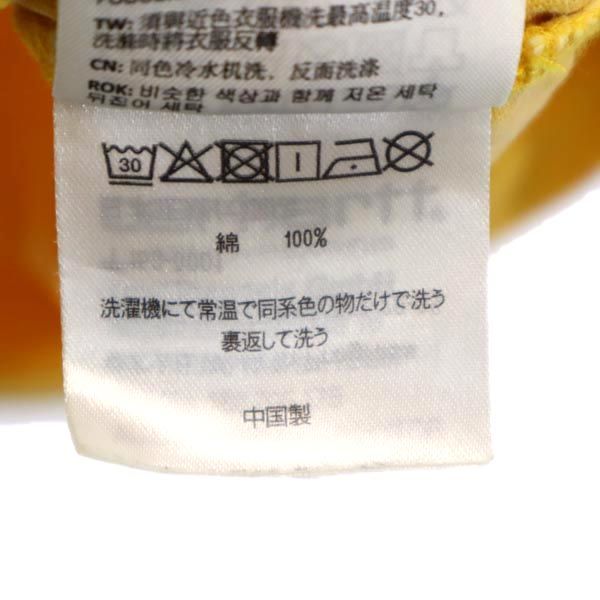 TW: 須與近色衣服機洗最高溫度30,
洗滌時將衣服反轉
CN: 同色冷水机洗, 反面洗涤
ROK: 비슷한 색상과 함께 저온 세탁
뒤집어 세탁
30
綿 100%
洗濯機にて常温で同系色の物だけで洗う
裏返して洗う
中国製